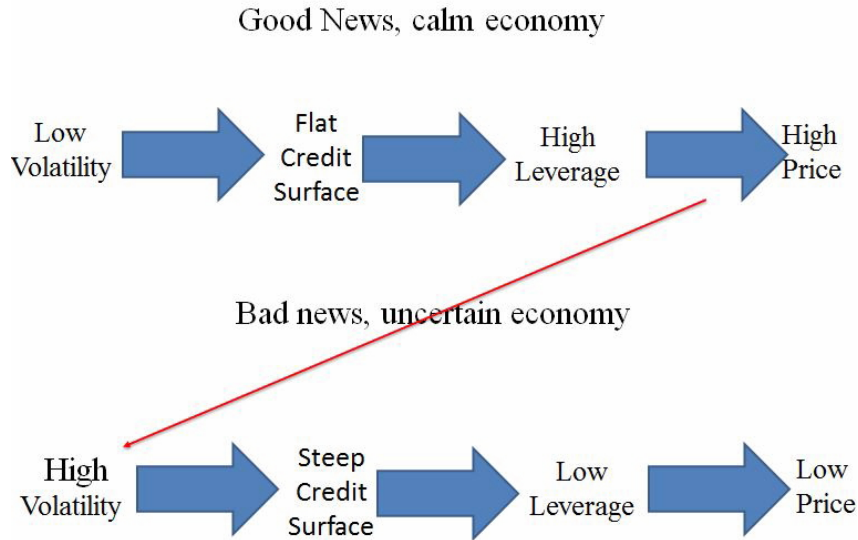 Good News, calm economy
Low
Volatility
Flat
Credit
Surface
High
Leverage
High
Price
Bad news, uncertain economy
High
Volatility
Steep
Credit
Surface
Low
Leverage
Low
Price